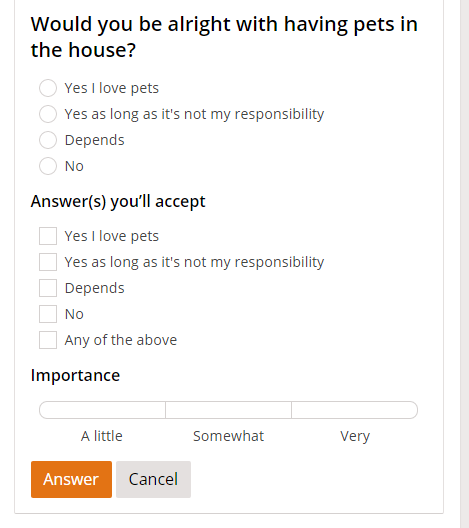 Would you be alright with having pets in
the house?
Yes I love pets
Yes as long as it's not my responsibility
Depends
No
Answer(s) you'll accept
Yes I love pets
Yes as long as it's not my responsibility
Depends
No
Any of the above
Importance
A little Somewhat Very
Answer Cancel